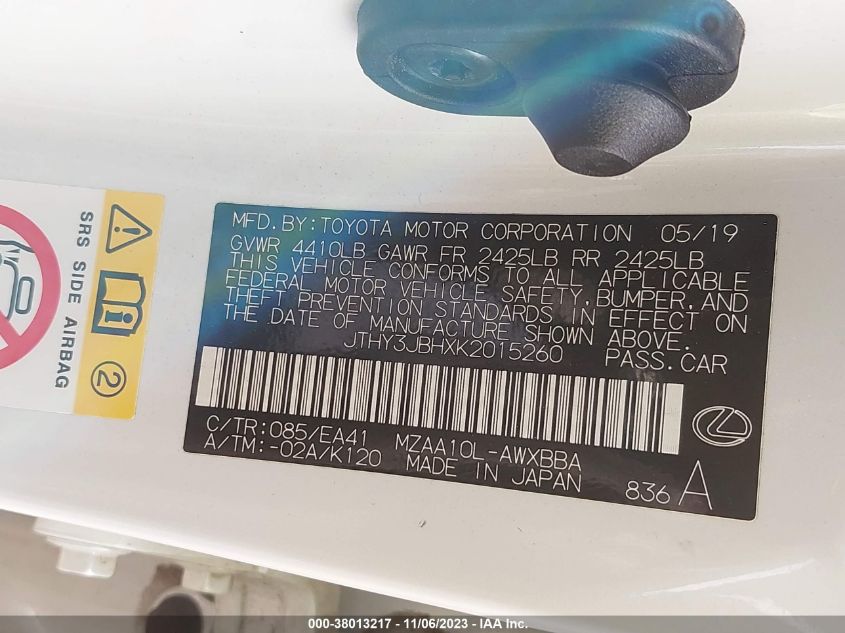 MFD. BY: TOYOTA MOTOR CORPORATION 05/19
GVWR 4410LB GAWR FR 2425LB RR 2425LB
THIS VEHICLE CONFORMS TO ALL APPLICABLE
FEDERAL MOTOR VEHICLE SAFETY, BUMPER, AND
THEFT PREVENTION STANDARDS IN EFFECT ON
THE DATE OF MANUFACTURE SHOWN ABOVE.
JTHY3JBHXK2015260 PASS. CAR
C/TR: 085/EA41 MZAA10L-AWXBBA
A/TM: -02A/K120 MADE IN JAPAN
836 A
SRS SIDE AIRBAG
2
000-38013217 - 11/06/2023 - IAA Inc.